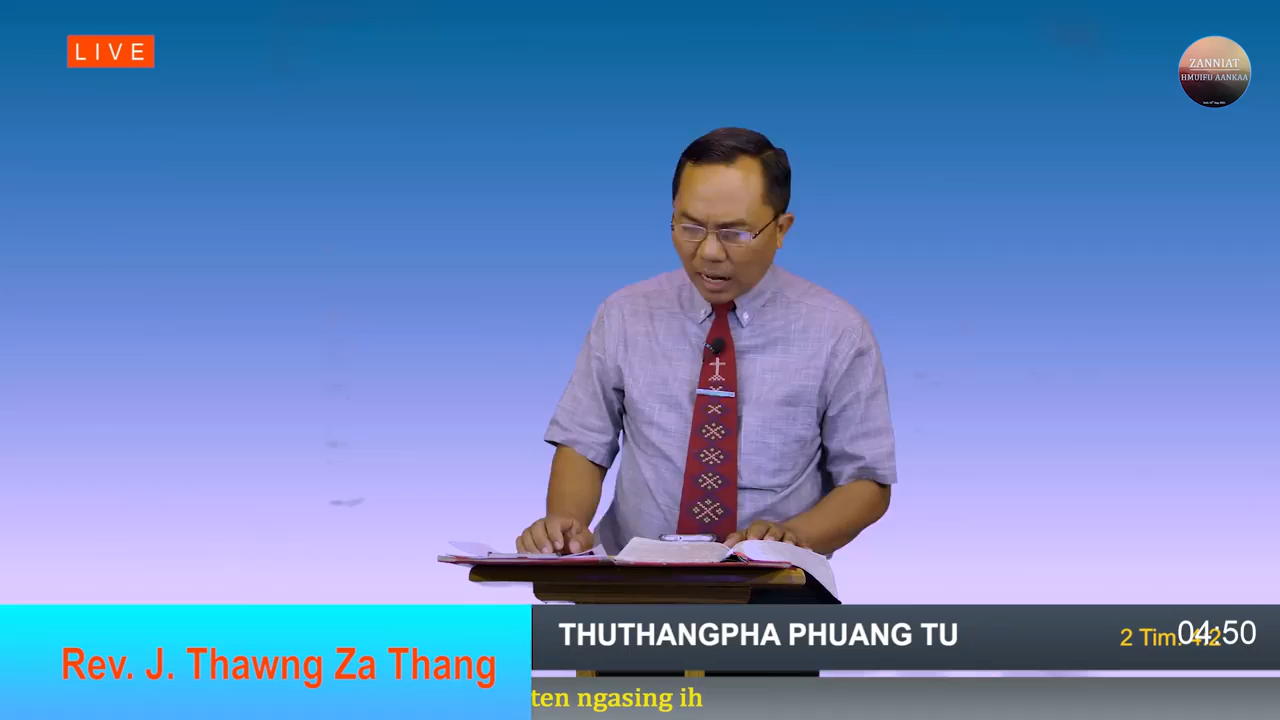 LIVE
ZANNIAT
HMUIFU AANKAA
THUTHANGPHA PHUANG TU
2 Tim: 4:2
04:50
Rev. J. Thawng Za Thang
ten ngasing ih